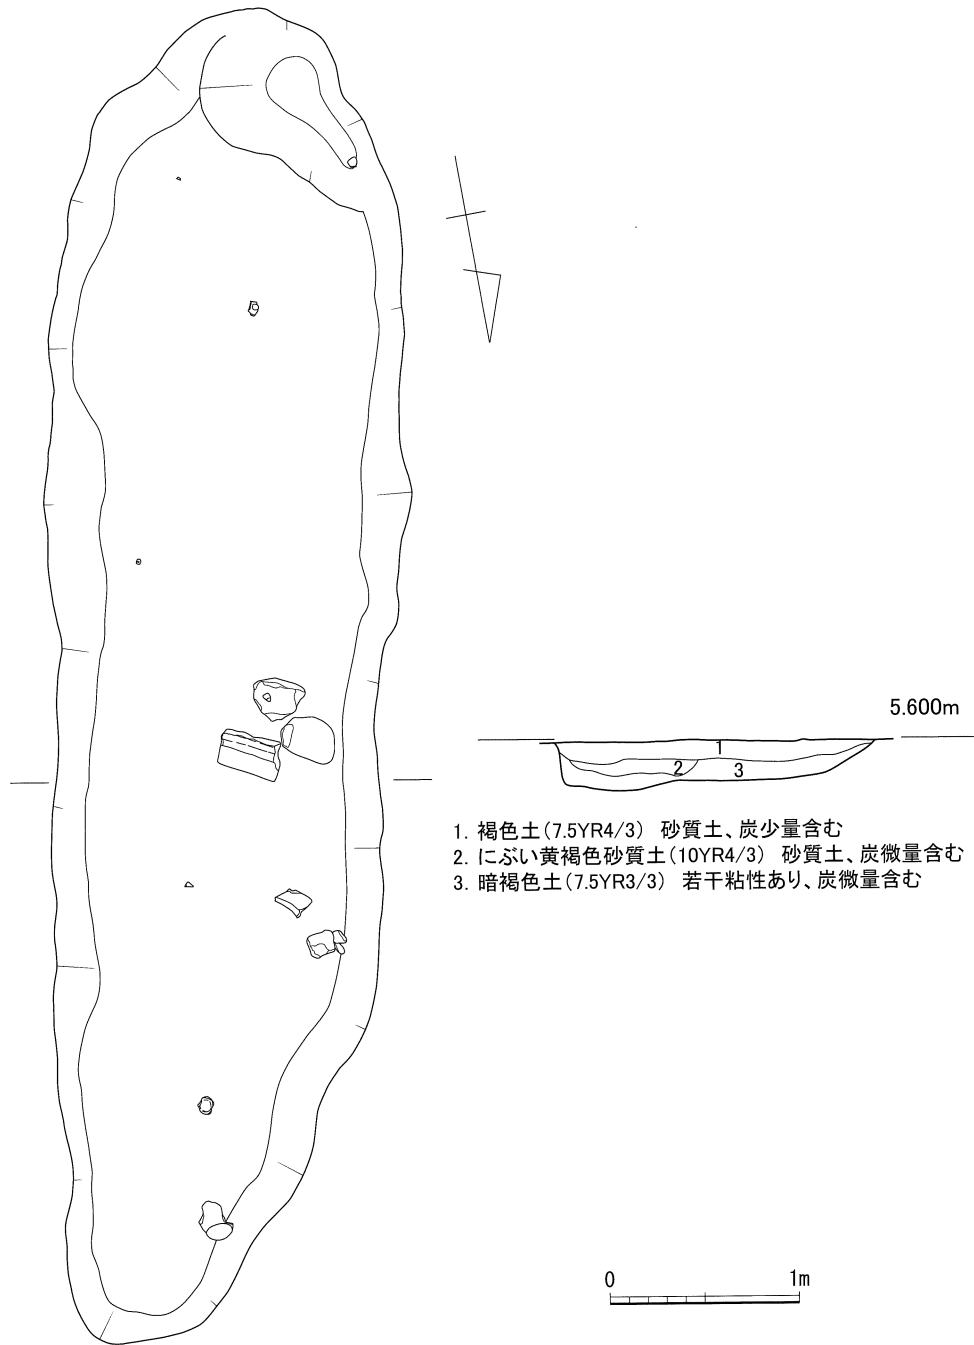 5.600m
1
2
3
1. 褐色土(7.5YR4/3) 砂質土、炭少量含む
2. にぶい黄褐色砂質土(10YR4/3) 砂質土、炭微量含む
3. 暗褐色土(7.5YR3/3) 若干粘性あり、炭微量含む
0 1m